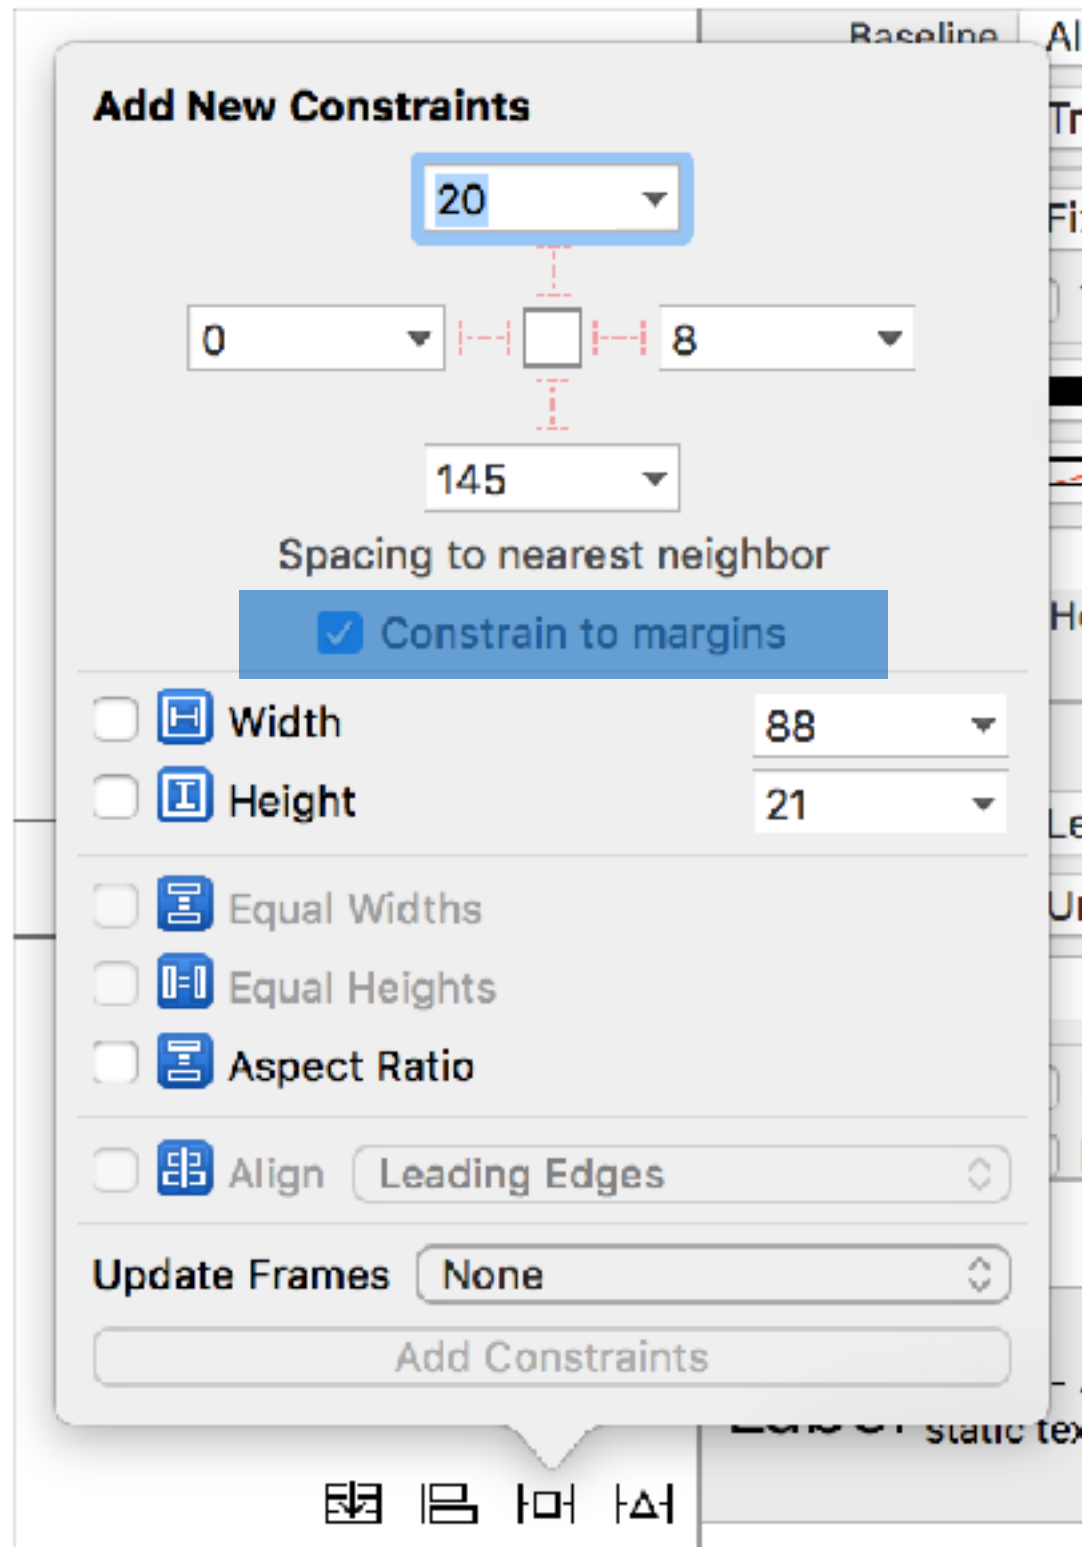 Baseline
Add New Constraints
20
0
8
145
Spacing to nearest neighbor
Constrain to margins
Width
88
Height
21
Equal Widths
Equal Heights
Aspect Ratio
Align
Leading Edges
Update Frames
None
Add Constraints
static